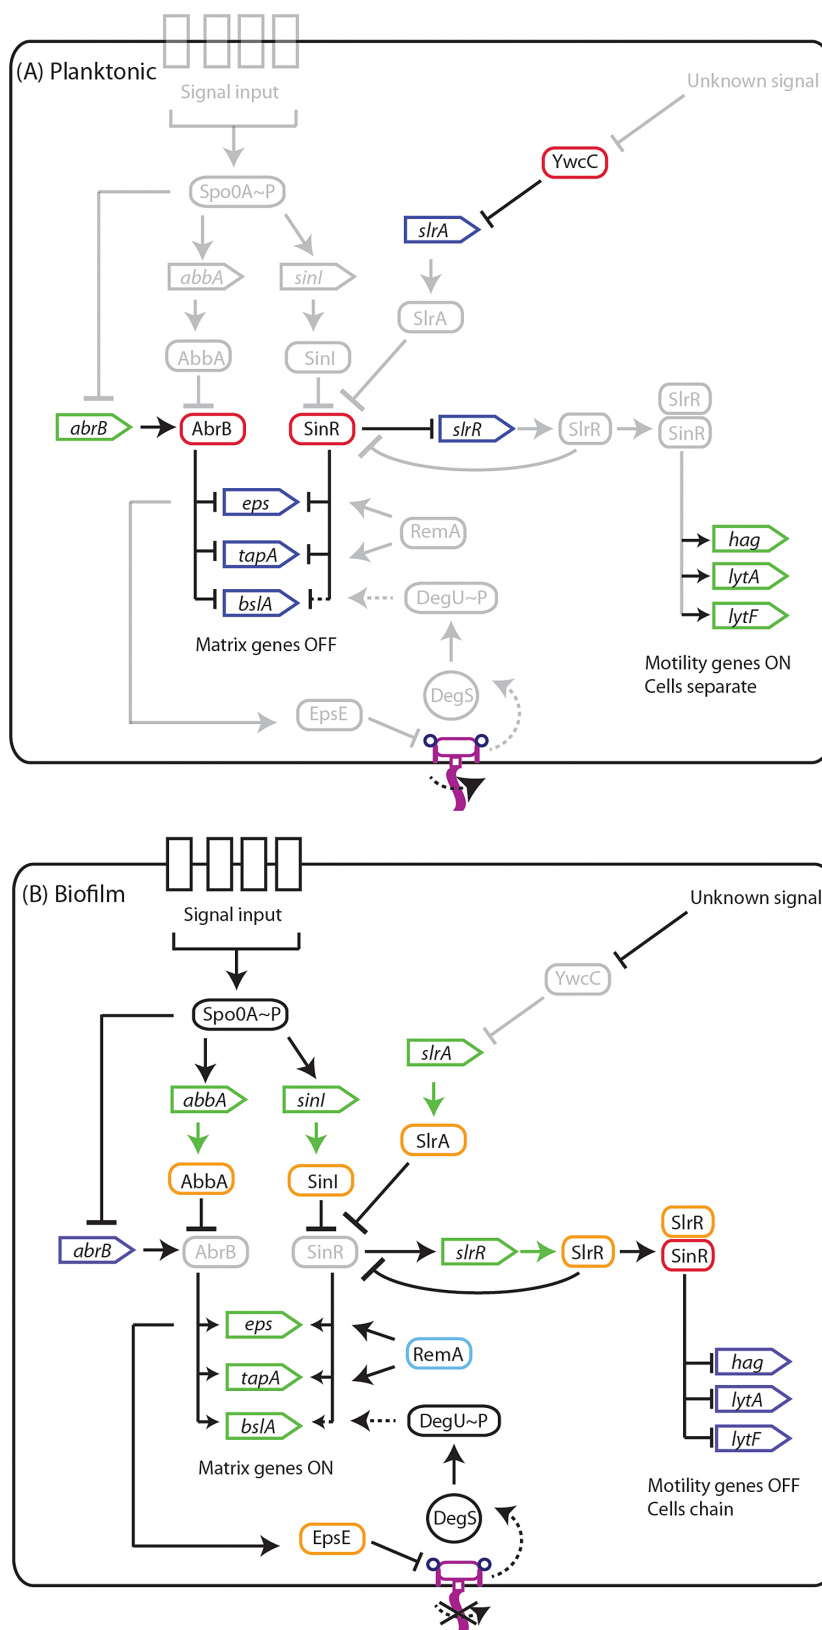 (A) Planktonic
Signal input
Unknown signal
YwcC
Spo0A~P
slrA
abbA
sinI
SlrA
AbbA
SinI
SlrR
abrB
AbrB
SinR
slrR
SlrR
SinR
eps
RemA
hag
tapA
lytA
bslA
DegU~P
lytF
Matrix genes OFF
Motility genes ON
Cells separate
DegS
EpsE
(B) Biofilm
Unknown signal
Signal input
YwcC
Spo0A~P
slrA
abbA
sinI
SlrA
AbbA
SinI
SlrR
abrB
AbrB
SinR
slrR
SlrR
SinR
eps
RemA
hag
tapA
lytA
bslA
DegU~P
lytF
Matrix genes ON
Motility genes OFF
Cells chain
DegS
EpsE